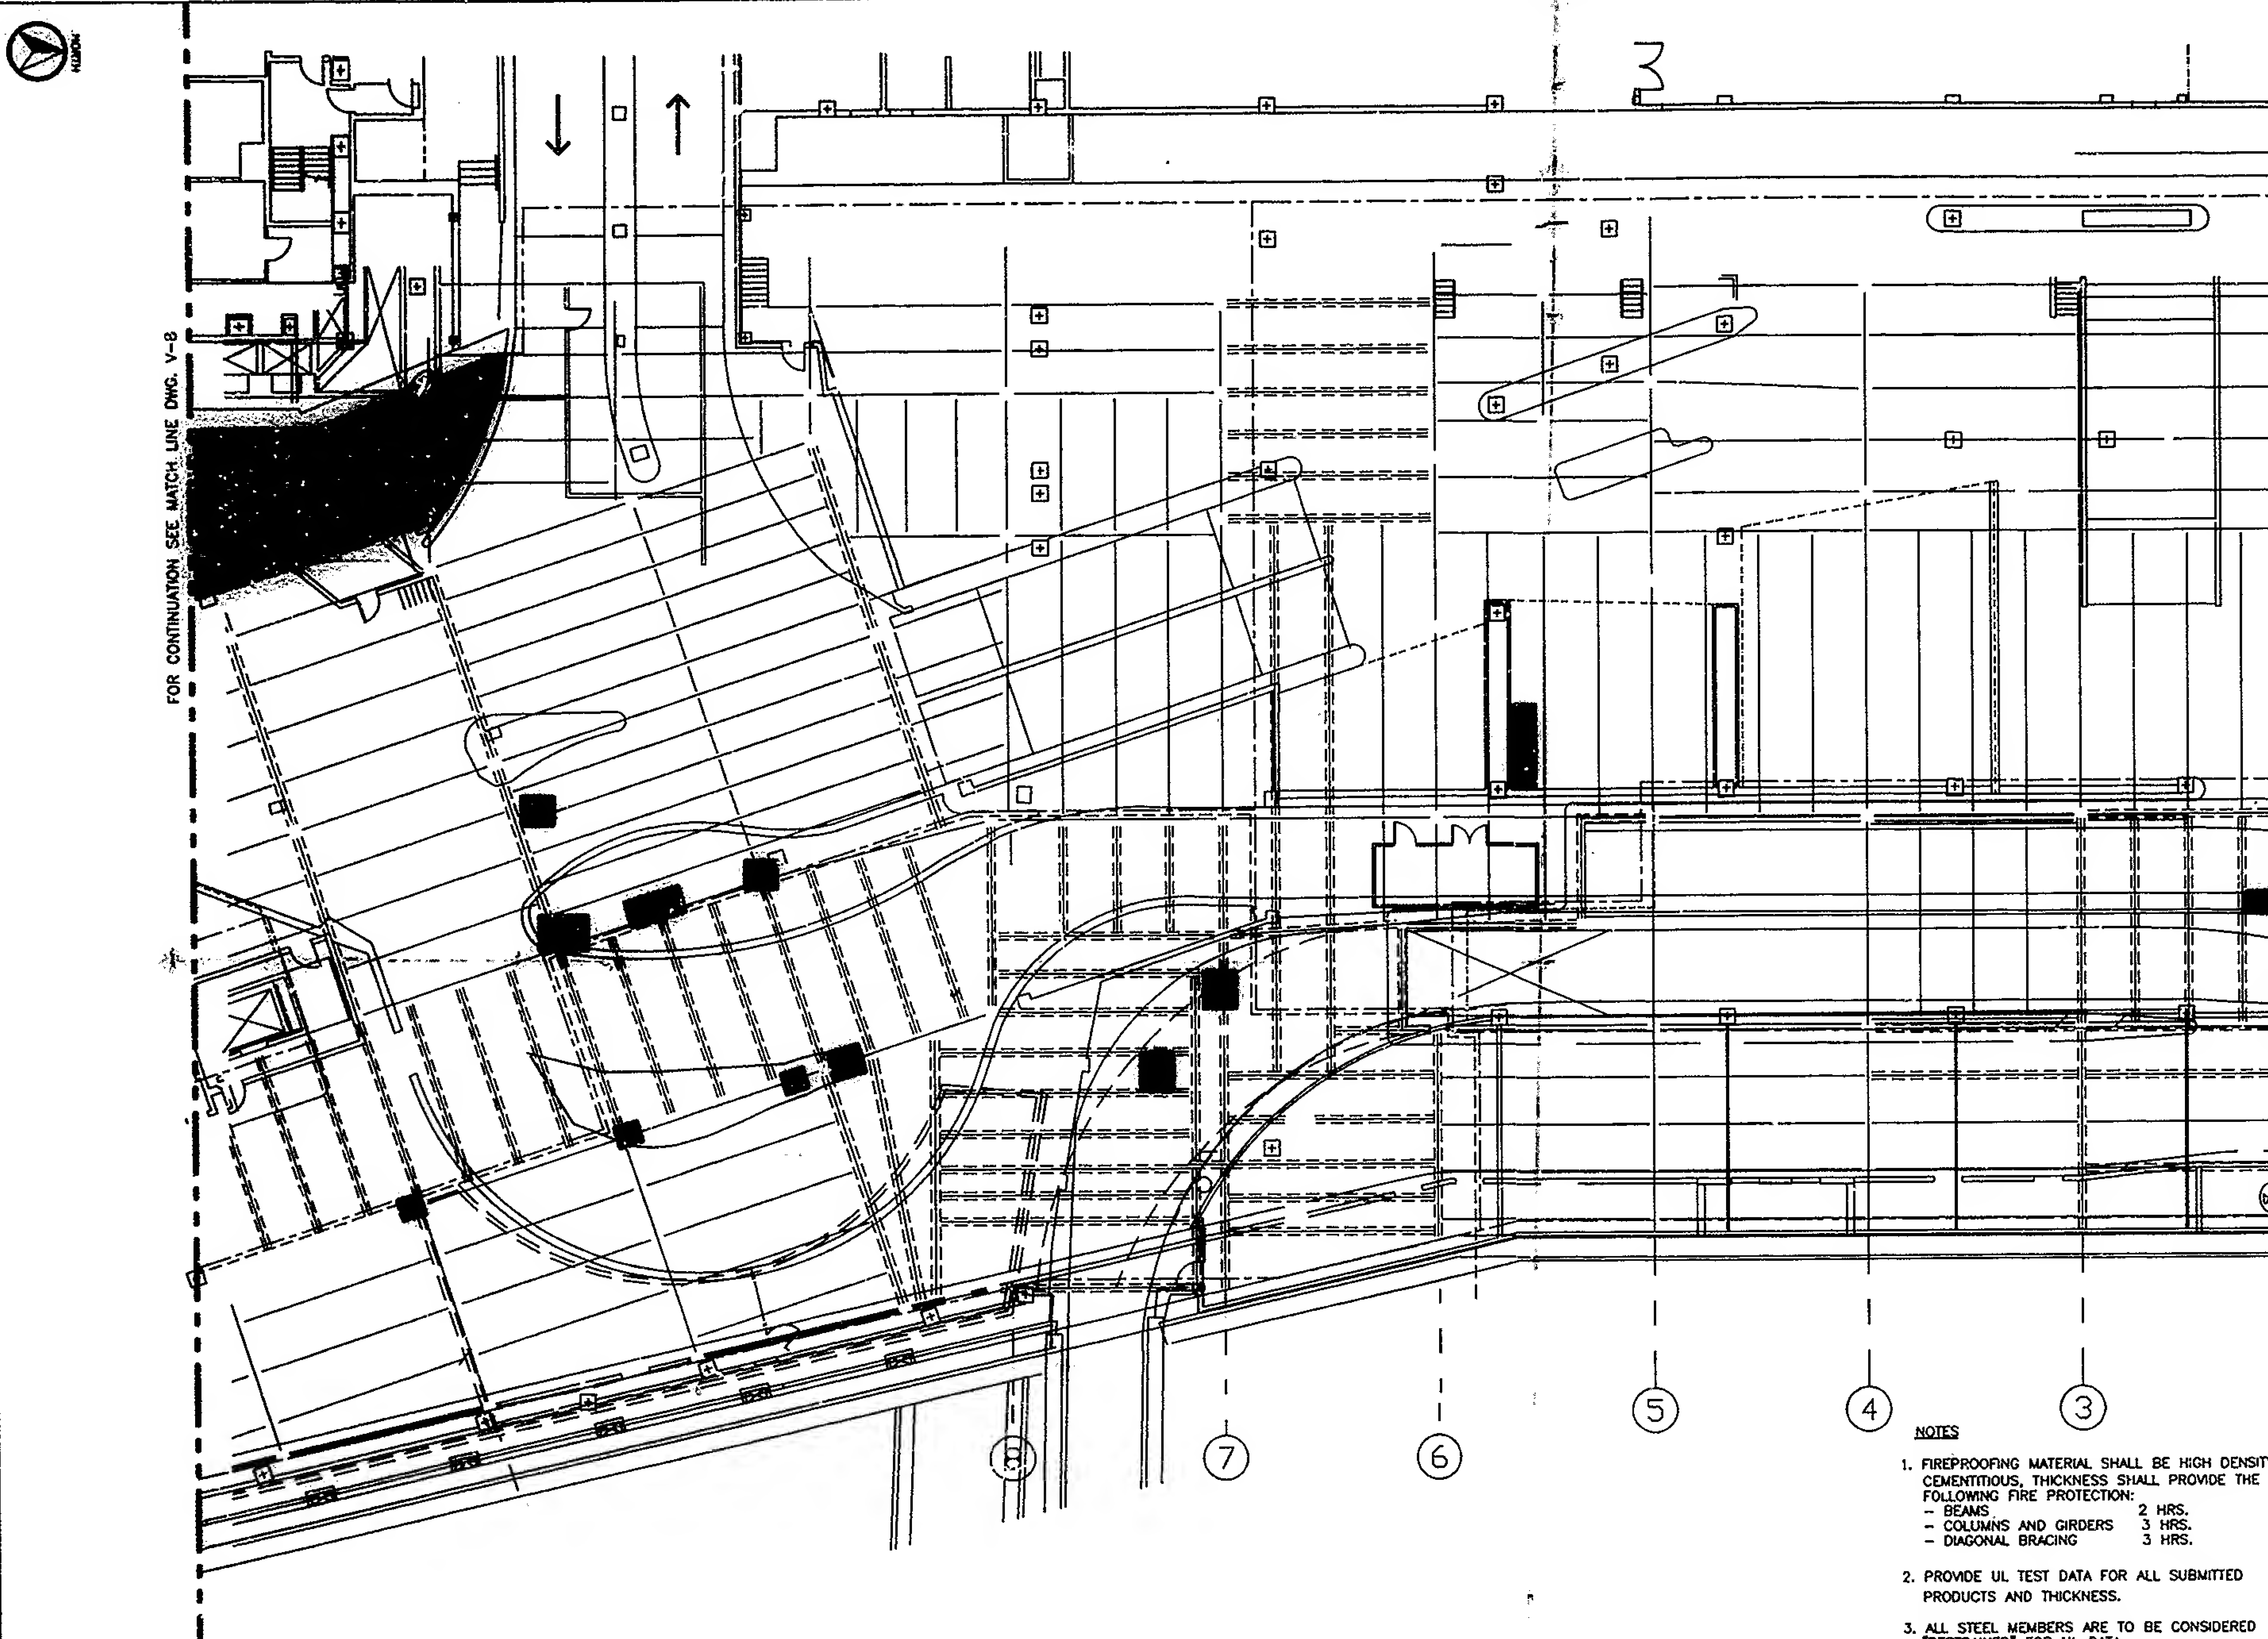 NORTH
FOR CONTINUATION SEE MATCH LINE DWG. V-8
8
7
6
5
4
3
NOTES
1. FIREPROOFING MATERIAL SHALL BE HIGH DENSIT
CEMENTITIOUS, THICKNESS SHALL PROVIDE THE
FOLLOWING FIRE PROTECTION:
- BEAMS 2 HRS.
- COLUMNS AND GIRDERS 3 HRS.
- DIAGONAL BRACING 3 HRS.
2. PROVIDE UL TEST DATA FOR ALL SUBMITTED
PRODUCTS AND THICKNESS.
3. ALL STEEL MEMBERS ARE TO BE CONSIDERED